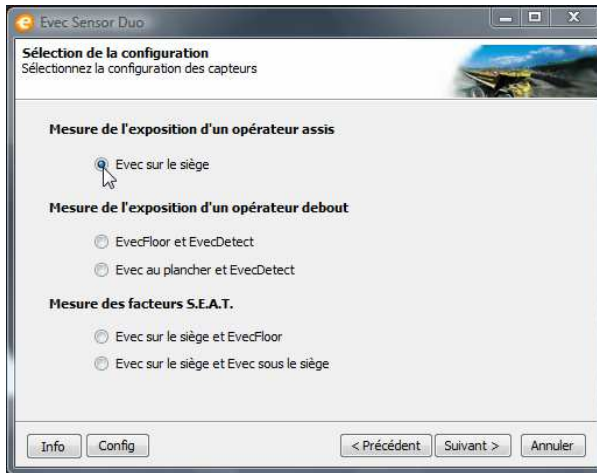 Evec Sensor Duo
Sélection de la configuration
Sélectionnez la configuration des capteurs
Mesure de l'exposition d'un opérateur assis
Evec sur le siège
Mesure de l'exposition d'un opérateur debout
EvecFloor et EvecDetect
Evec au plancher et EvecDetect
Mesure des facteurs S.E.A.T.
Evec sur le siège et EvecFloor
Evec sur le siège et Evec sous le siège
Info Config < Précédent Suivant > Annuler